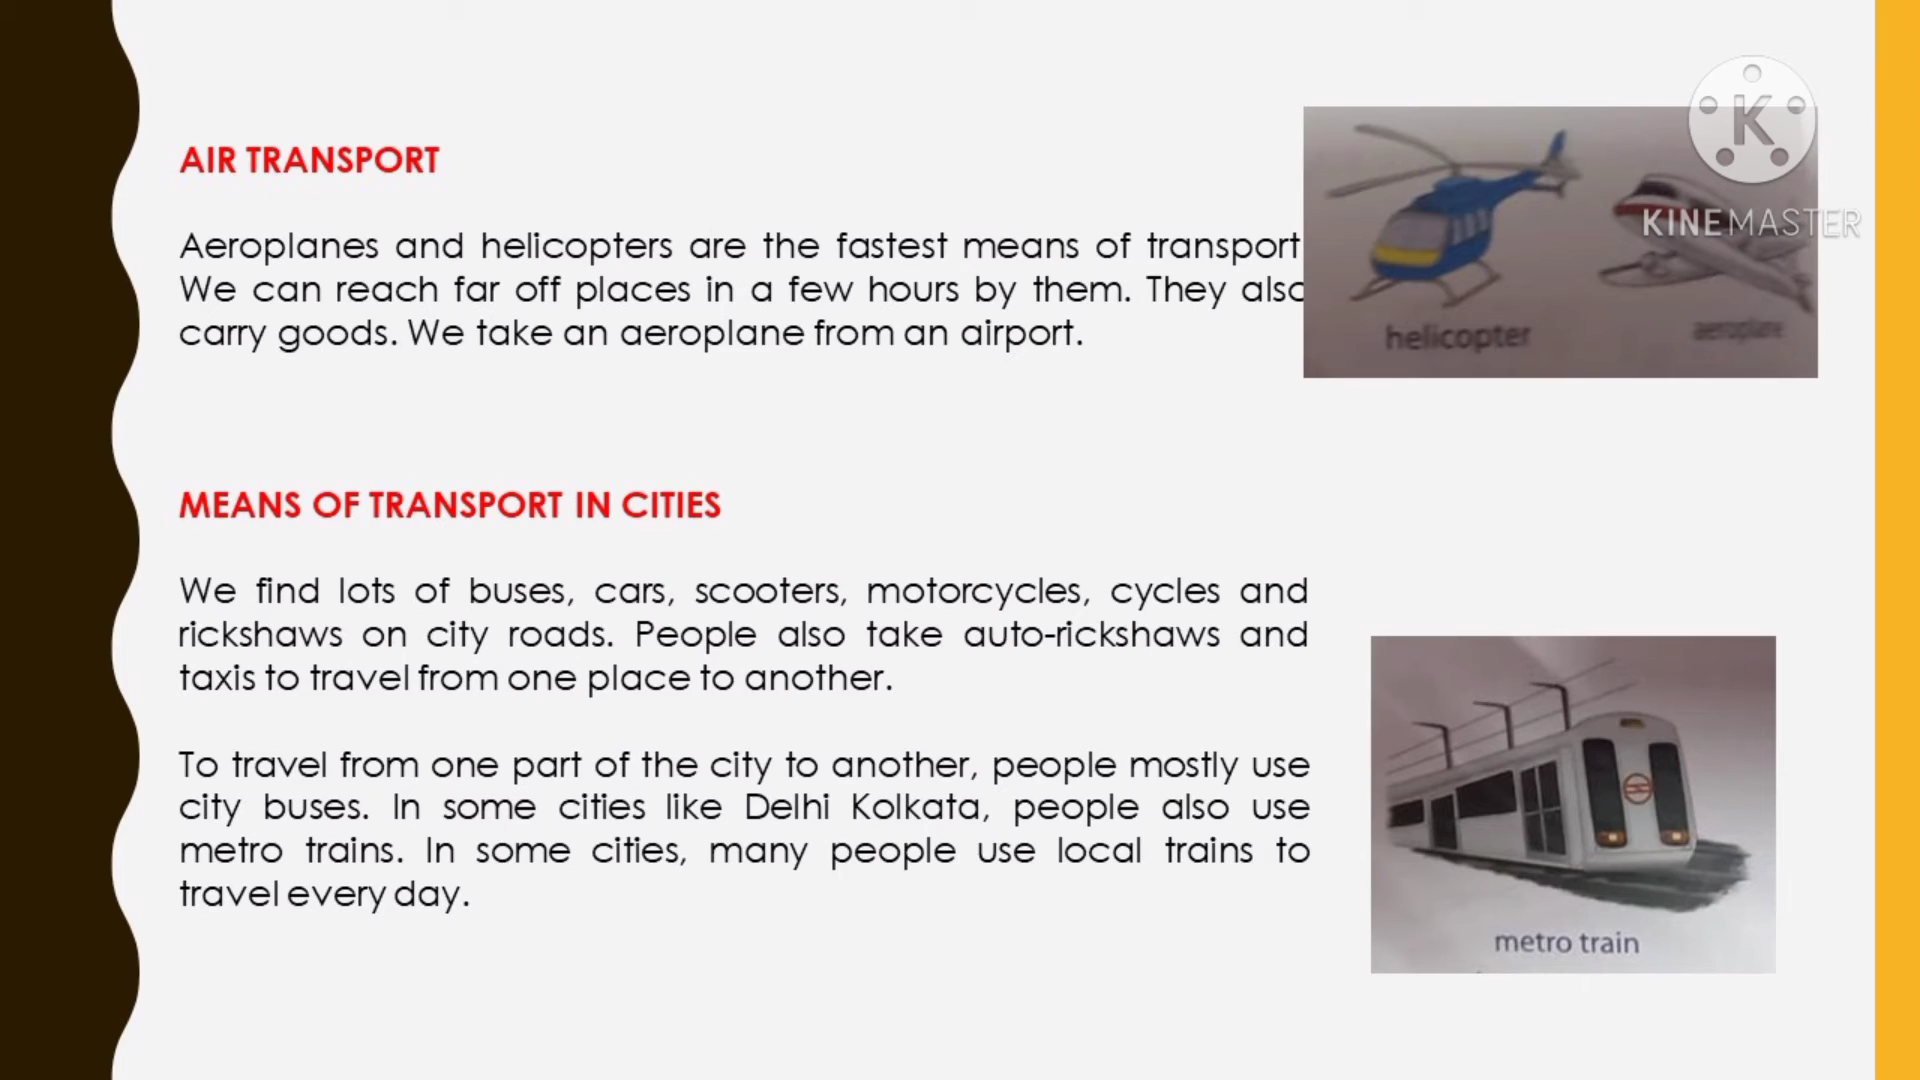 AIR TRANSPORT
Aeroplanes and helicopters are the fastest means of transport
We can reach far off places in a few hours by them. They also
carry goods. We take an aeroplane from an airport.
helicopter
aeroplane
K
KINEMASTER
MEANS OF TRANSPORT IN CITIES
We find lots of buses, cars, scooters, motorcycles, cycles and
rickshaws on city roads. People also take auto-rickshaws and
taxis to travel from one place to another.
To travel from one part of the city to another, people mostly use
city buses. In some cities like Delhi Kolkata, people also use
metro trains. In some cities, many people use local trains to
travel every day.
metro train